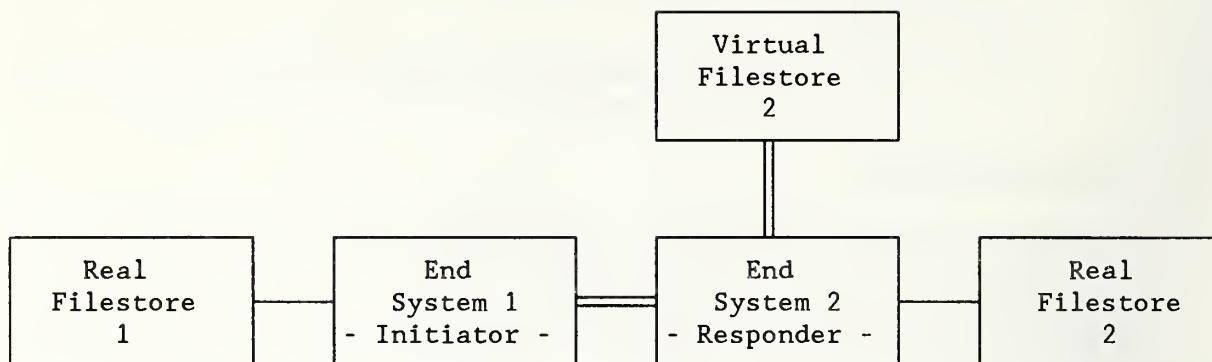 Virtual
Filestore
2
Real
Filestore
1
End
System 1
- Initiator -
End
System 2
- Responder -
Real
Filestore
2